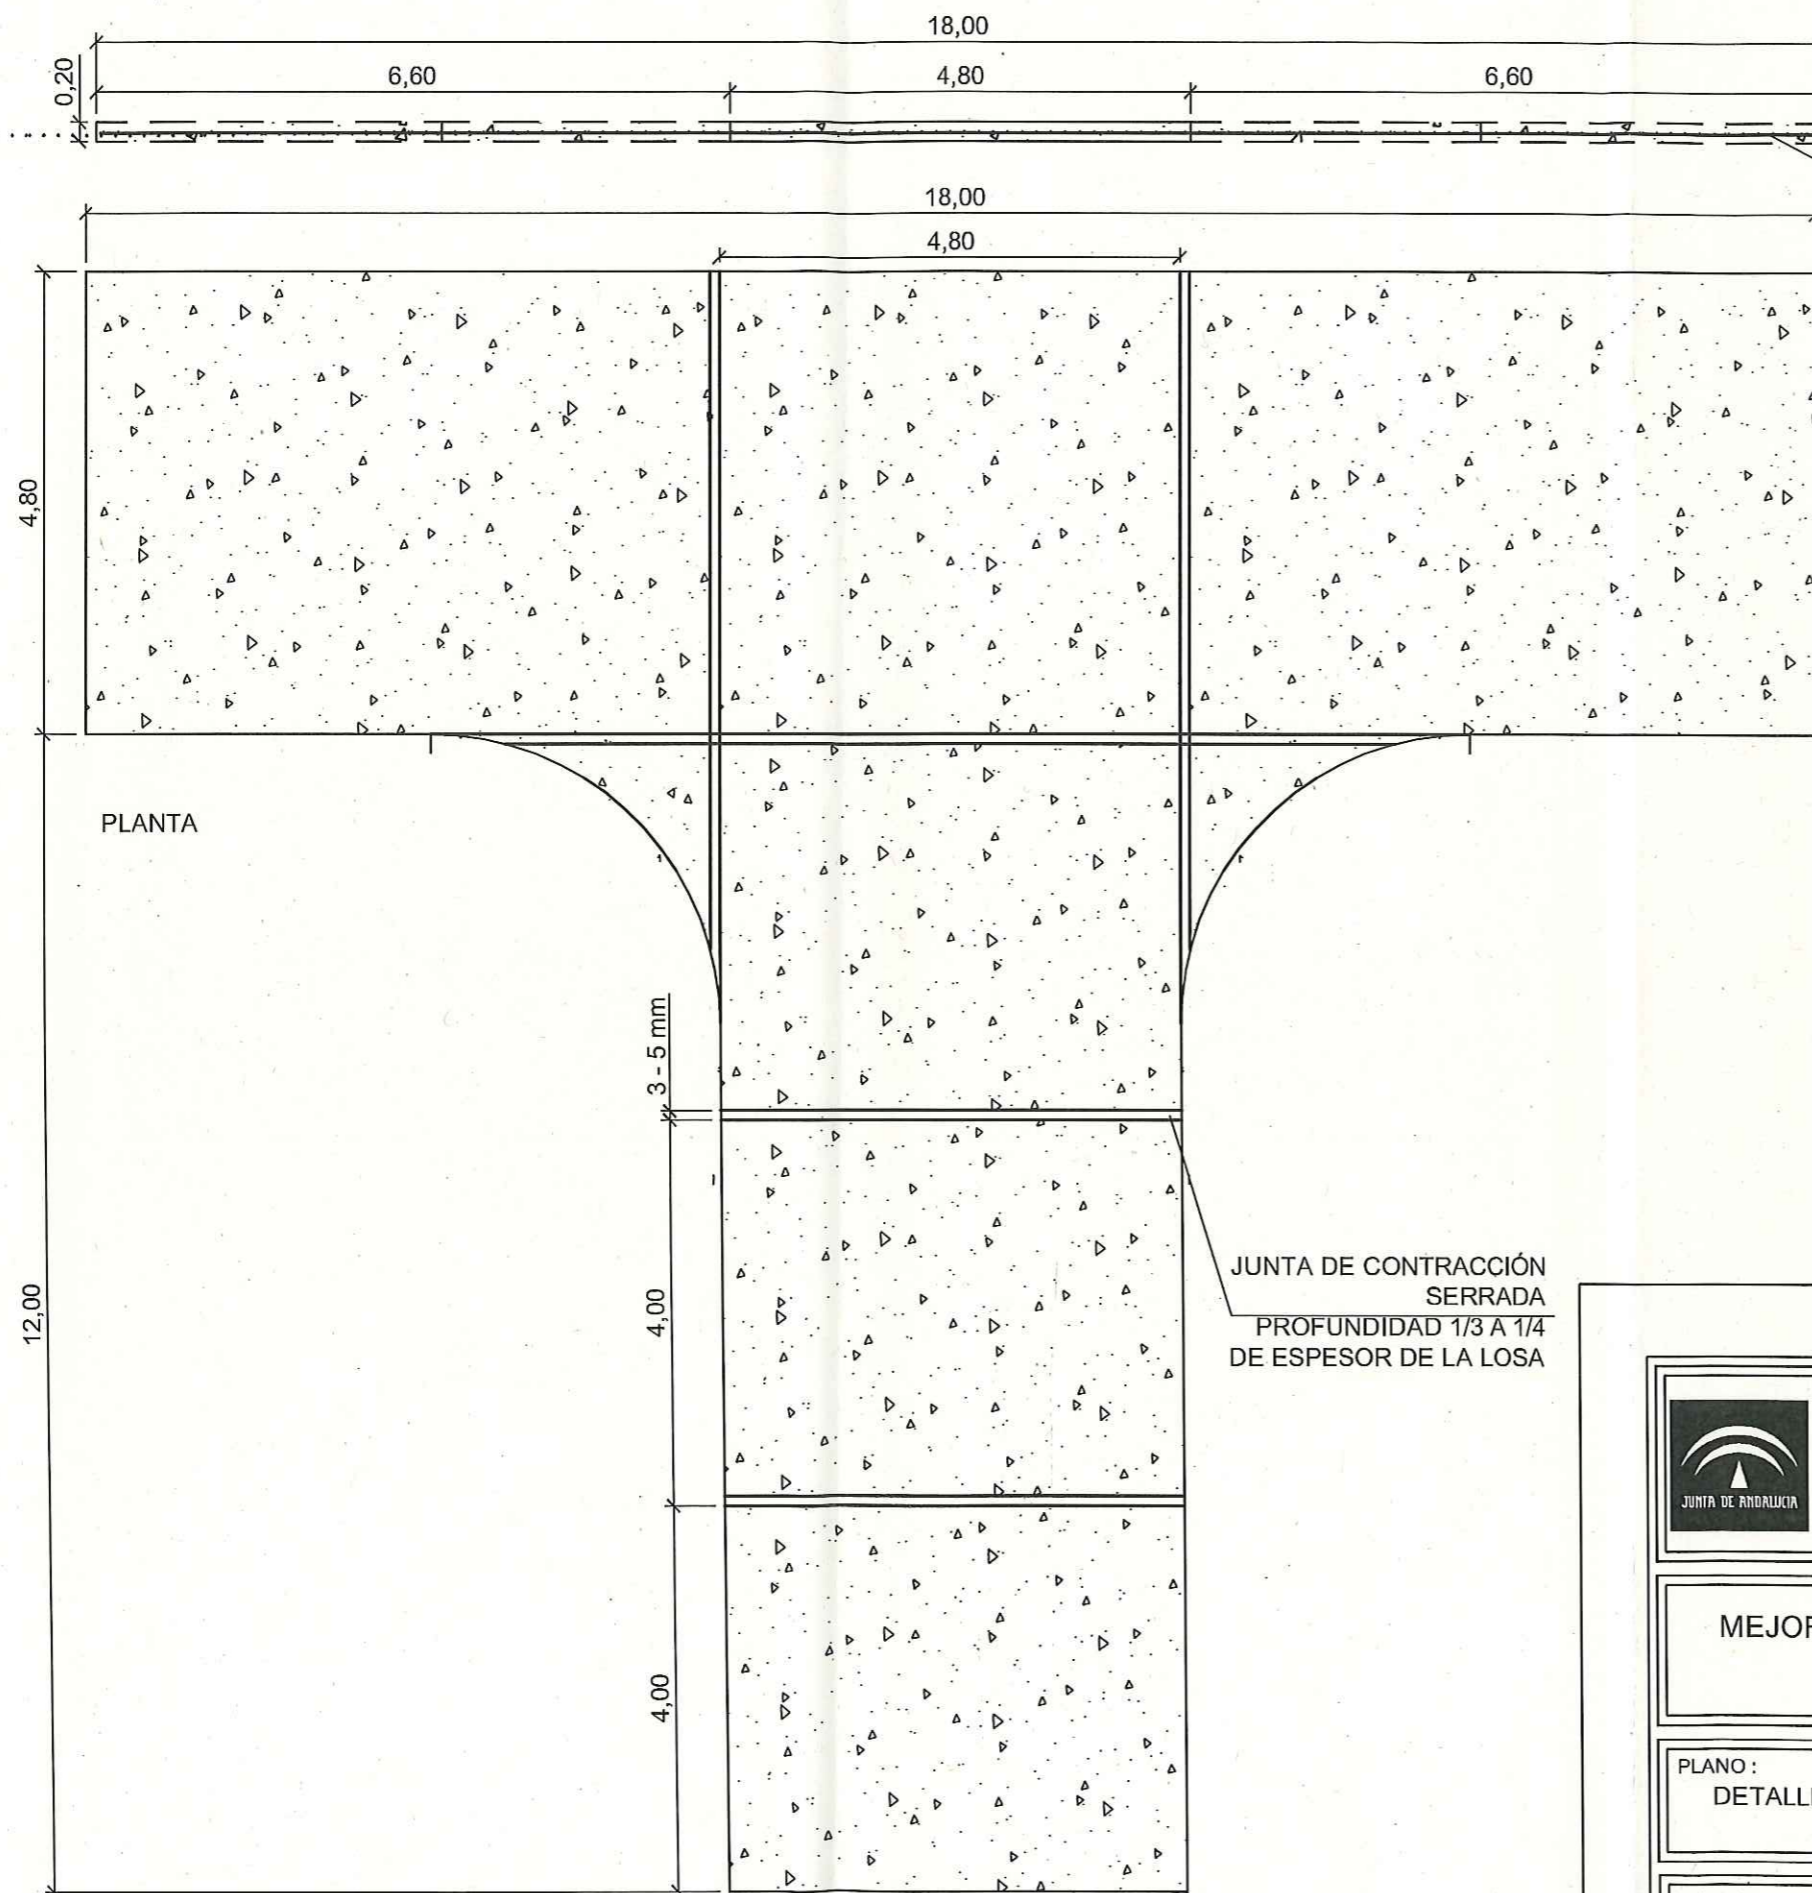 18,00
0,20
6,60
4,80
6,60
18,00
4,80
4,80
PLANTA
3 - 5 mm
12,00
4,00
JUNTA DE CONTRACCIÓN
SERRADA
PROFUNDIDAD 1/3 A 1/4
DE ESPESOR DE LA LOSA
JUNTA DE ANDALUCIA
MEJOR
4,00
PLANO :
DETALL